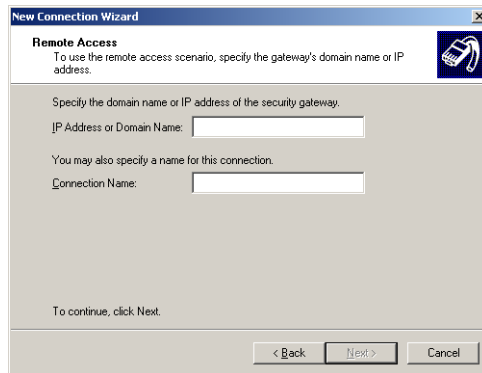 New Connection Wizard
Remote Access
To use the remote access scenario, specify the gateway's domain name or IP
address.
Specify the domain name or IP address of the security gateway.
IP Address or Domain Name:
You may also specify a name for this connection.
Connection Name:
To continue, click Next.
< Back
Next >
Cancel